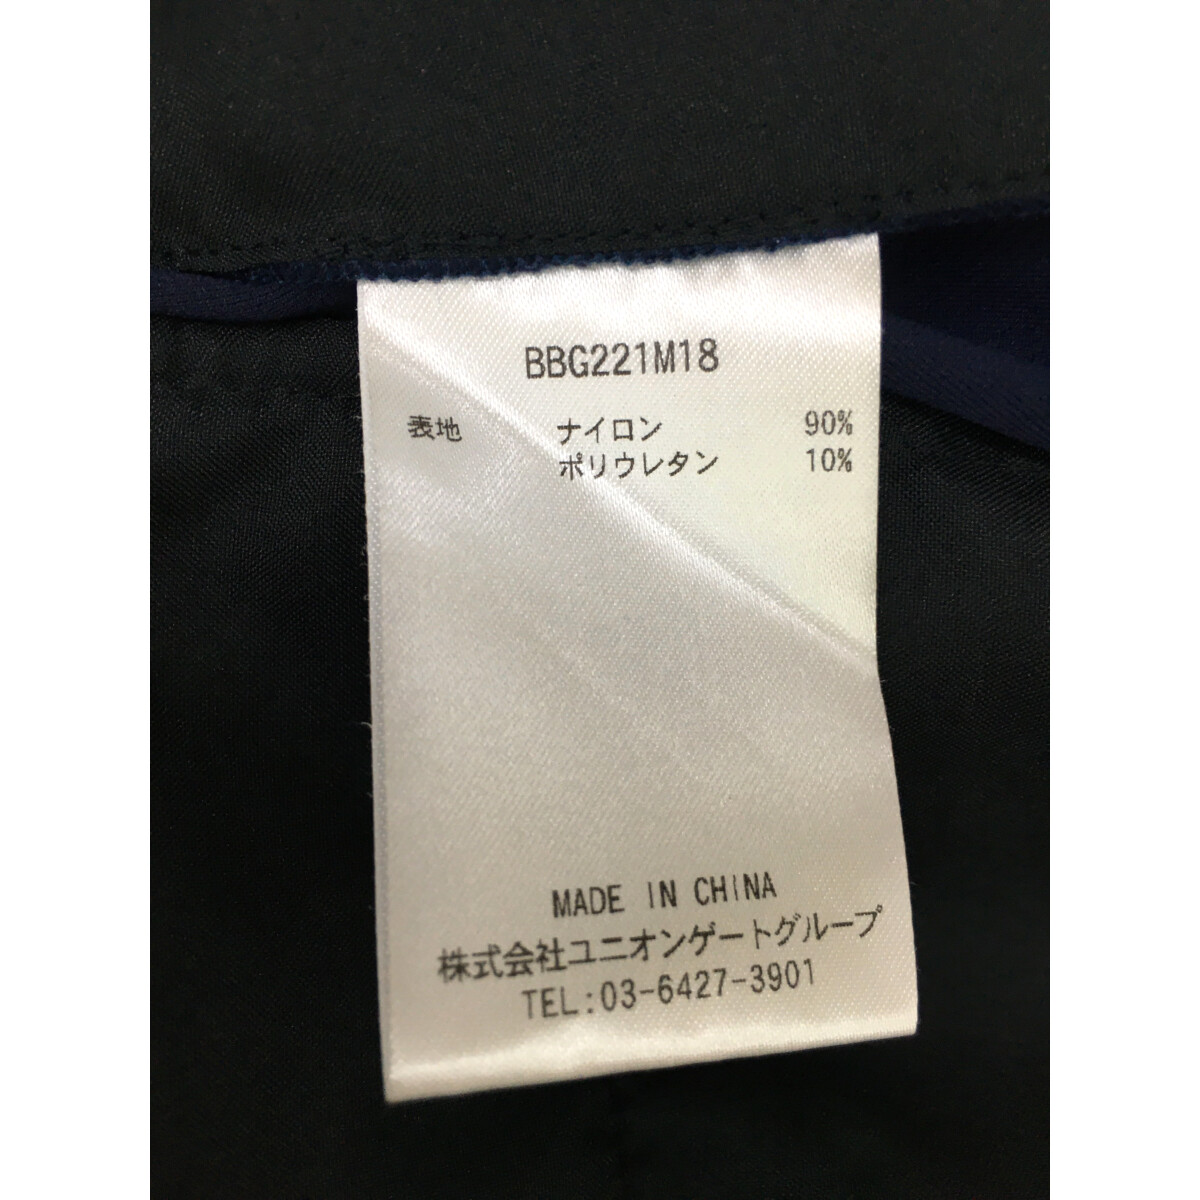 BBG221M18
表地 ナイロン 90%
ポリウレタン 10%
MADE IN CHINA
株式会社ユニオンゲートグループ
TEL:03-6427-3901